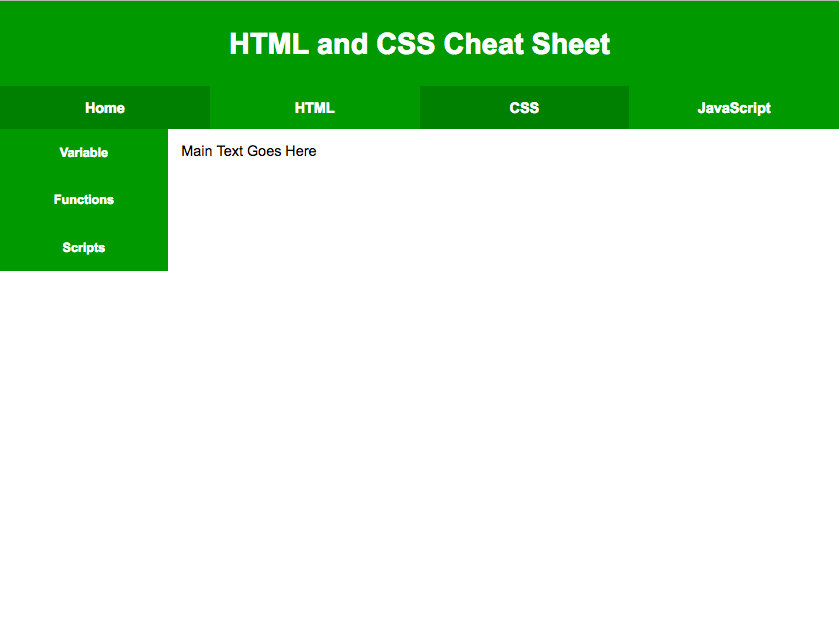 HTML and CSS Cheat Sheet
Home HTML CSS JavaScript
Variable
Main Text Goes Here
Functions
Scripts